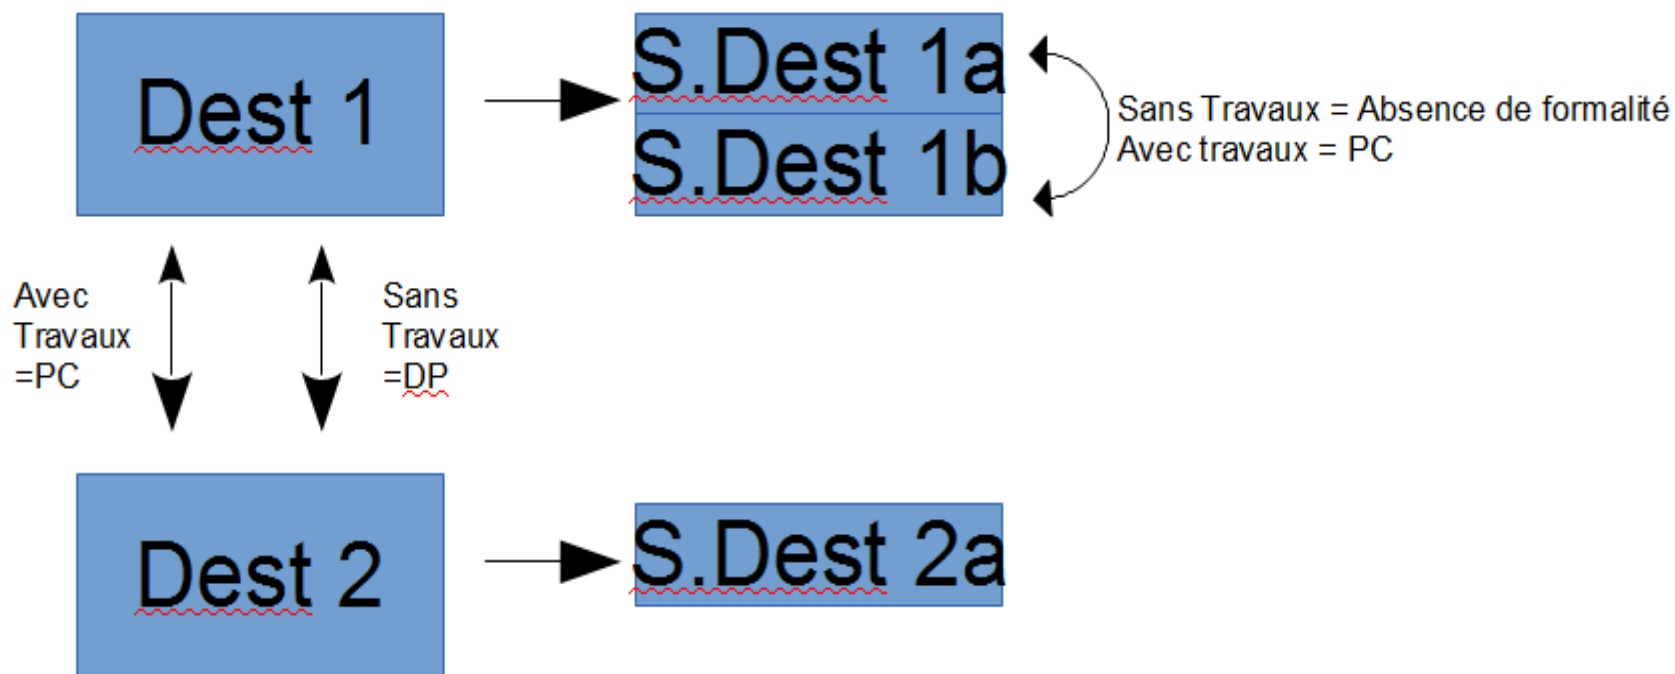 Dest 1
S.Dest 1a
S.Dest 1b
Sans Travaux = Absence de formalité
Avec travaux = PC
Avec
Travaux
=PC
Sans
Travaux
=DP
Dest 2
S.Dest 2a